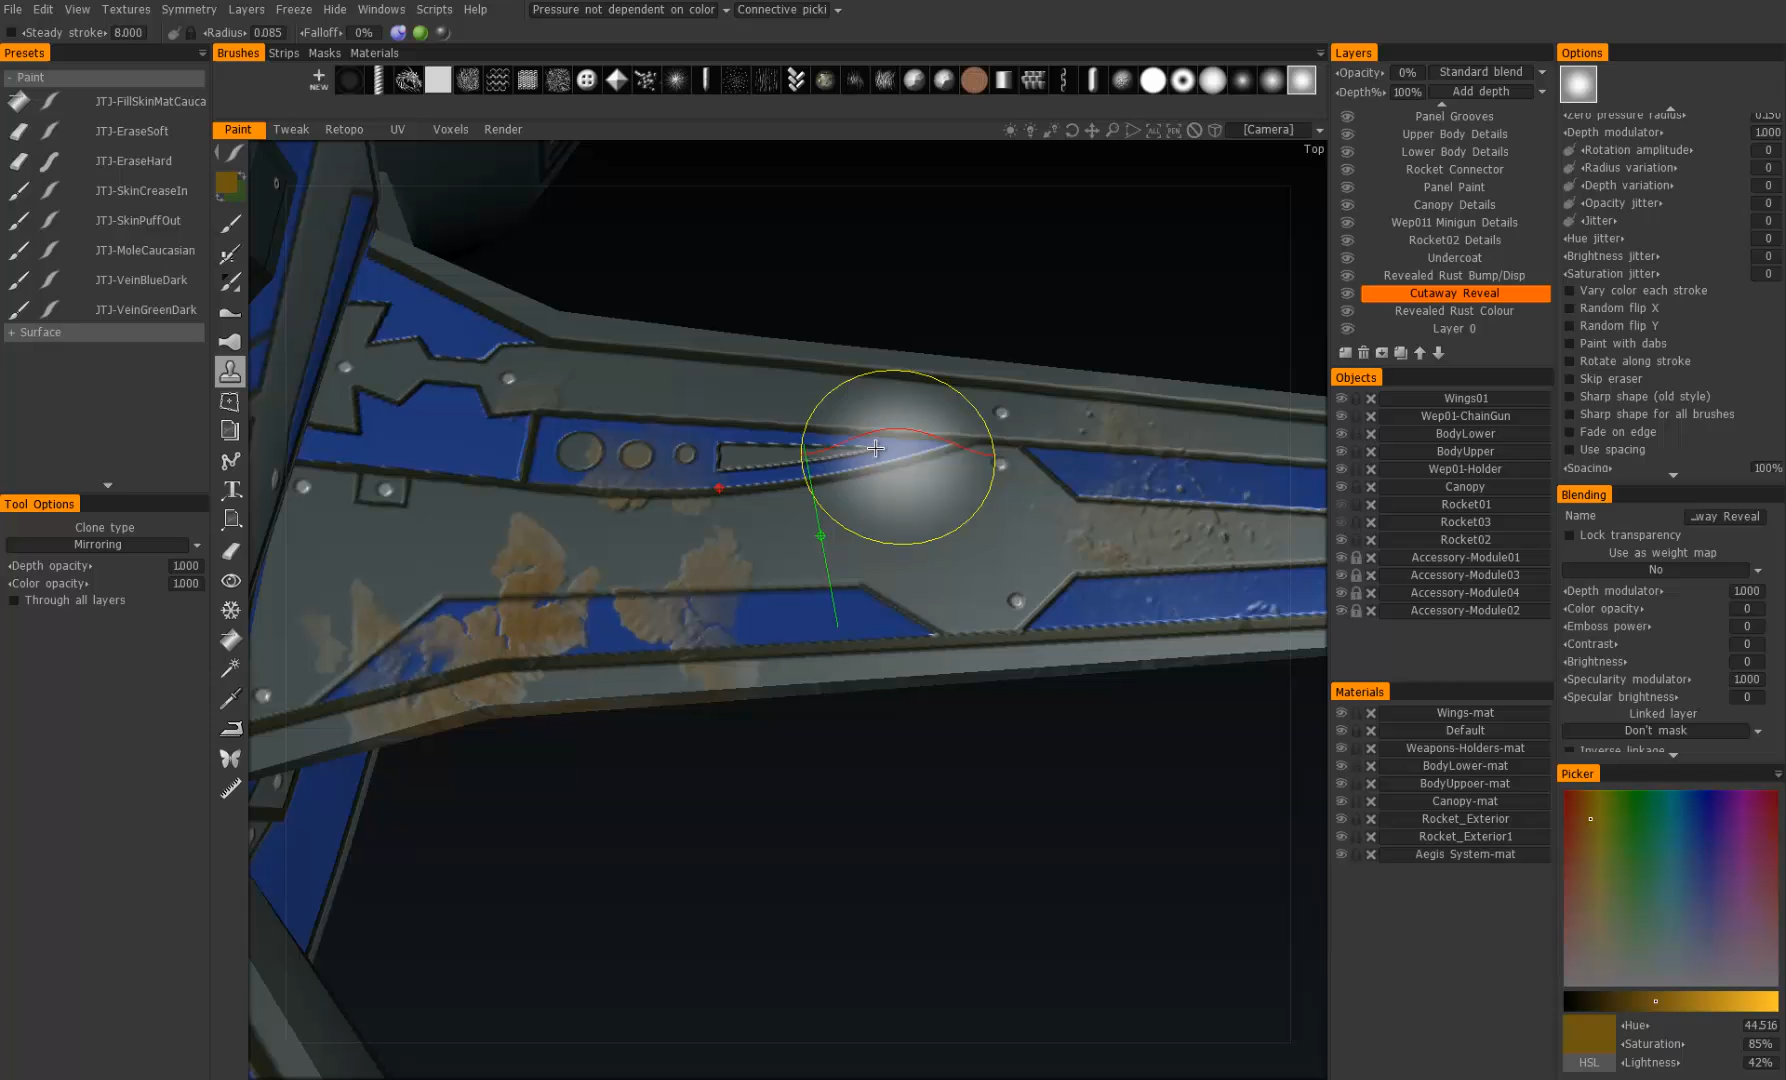 File Edit View Textures Symmetry Layers Freeze Hide Windows Scripts Help Pressure not dependent on color Connective picki
Steady stroke 8.000 Radius 0.085 Falloff 0%
Presets
Paint
JTJ-FillSkinMatCauca
JTJ-EraseSoft
JTJ-EraseHard
JTJ-SkinCreaseIn
JTJ-SkinPuffOut
JTJ-MoleCaucasian
JTJ-VeinBlueDark
JTJ-VeinGreenDark
+ Surface
Tool Options
Clone type
Mirroring
Depth opacity 1.000
Color opacity 1.000
Through all layers
Brushes Strips Masks Materials
NEW
Paint Tweak Retopo UV Voxels Render
[Camera]
Top
Layers
Opacity 0% Standard blend
Depth% 100% Add depth
Panel Grooves
Upper Body Details
Lower Body Details
Rocket Connector
Panel Paint
Canopy Details
Wep011 Minigun Details
Rocket02 Details
Undercoat
Revealed Rust Bump/Disp
Cutaway Reveal
Revealed Rust Colour
Layer 0
Objects
Wings01
Wep01-ChainGun
BodyLower
BodyUpper
Wep01-Holder
Canopy
Rocket01
Rocket03
Rocket02
Accessory-Module01
Accessory-Module03
Accessory-Module04
Accessory-Module02
Materials
Wings-mat
Default
Weapons-Holders-mat
BodyLower-mat
BodyUppoer-mat
Canopy-mat
Rocket_Exterior
Rocket_Exterior1
Aegis System-mat
Options
Zero pressure radius 0.150
Depth modulator 1.000
Rotation amplitude 0
Radius variation 0
Depth variation 0
Opacity jitter 0
Jitter 0
Hue jitter 0
Brightness jitter 0
Saturation jitter 0
Vary color each stroke
Random flip X
Random flip Y
Paint with dabs
Rotate along stroke
Skip eraser
Sharp shape (old style)
Sharp shape for all brushes
Fade on edge
Use spacing
Spacing 100%
Blending
Name ...way Reveal
Lock transparency
Use as weight map
No
Depth modulator 1.000
Color opacity 0
Emboss power 0
Contrast 0
Brightness 0
Specularity modulator 1.000
Specular brightness 0
Linked layer
Don't mask
Inverse linkage
Picker
Hue 44.516
Saturation 85%
HSL Lightness 42%